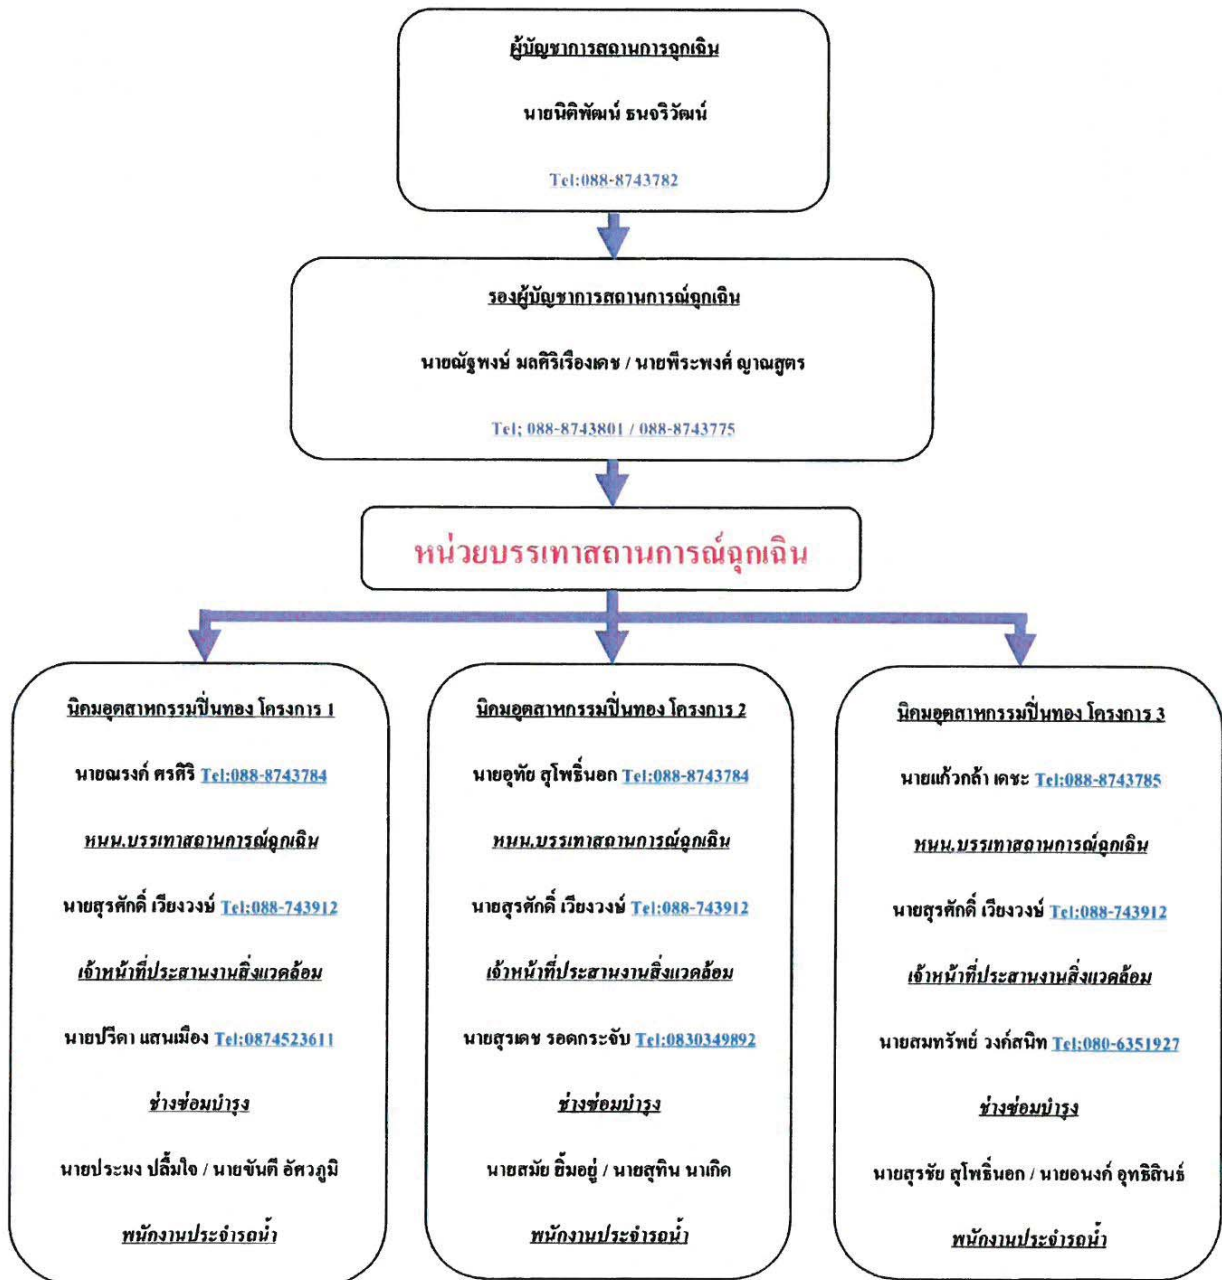 ผู้บัญชาการสถานการฉุกเฉิน
นายนิติพัฒน์ ธนจริวัฒน์
Tel:088-8743782
รองผู้บัญชาการสถานการณ์ฉุกเฉิน
นายณัฐพงษ์ มลศิริเรืองเดช / นายพีระพงศ์ ญาณสูตร
Tel; 088-8743801 / 088-8743775
หน่วยบรรเทาสถานการณ์ฉุกเฉิน
นิคมอุตสาหกรรมปิ่นทอง โครงการ 1
นายณรงก์ ศรศิริ Tel:088-8743784
หนน.บรรเทาสถานการณ์ฉุกเฉิน
นายสุรศักดิ์ เวียงวงษ์ Tel:088-743912
เจ้าหน้าที่ประสานงานสิ่งแวดล้อม
นายปรีดา แสนเมือง Tel:0874523611
ช่างซ่อมบำรุง
นายประมง ปลื้มใจ / นายขันตี อัศวภูมิ
พนักงานประจำรถน้ำ
นิคมอุตสาหกรรมปิ่นทอง โครงการ 2
นายอุทัย สุโพธิ์นอก Tel:088-8743784
หนน.บรรเทาสถานการณ์ฉุกเฉิน
นายสุรศักดิ์ เวียงวงษ์ Tel:088-743912
เจ้าหน้าที่ประสานงานสิ่งแวดล้อม
นายสุรเดช รอดกระจับ Tel:0830349892
ช่างซ่อมบำรุง
นายสมัย ยิ้มอยู่ / นายสุทิน นาเกิด
พนักงานประจำรถน้ำ
นิคมอุตสาหกรรมปิ่นทอง โครงการ 3
นายแก้วกล้า เดชะ Tel:088-8743785
หนน.บรรเทาสถานการณ์ฉุกเฉิน
นายสุรศักดิ์ เวียงวงษ์ Tel:088-743912
เจ้าหน้าที่ประสานงานสิ่งแวดล้อม
นายสมทรัพย์ วงก์สนิท Tel:080-6351927
ช่างซ่อมบำรุง
นายสุรชัย สุโพธิ์นอก / นายอนงก์ อุทธิสินธ์
พนักงานประจำรถน้ำ